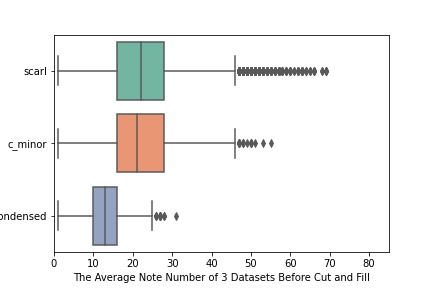 scarl
c_minor
ondensed
0 10 20 30 40 50 60 70 80
The Average Note Number of 3 Datasets Before Cut and Fill